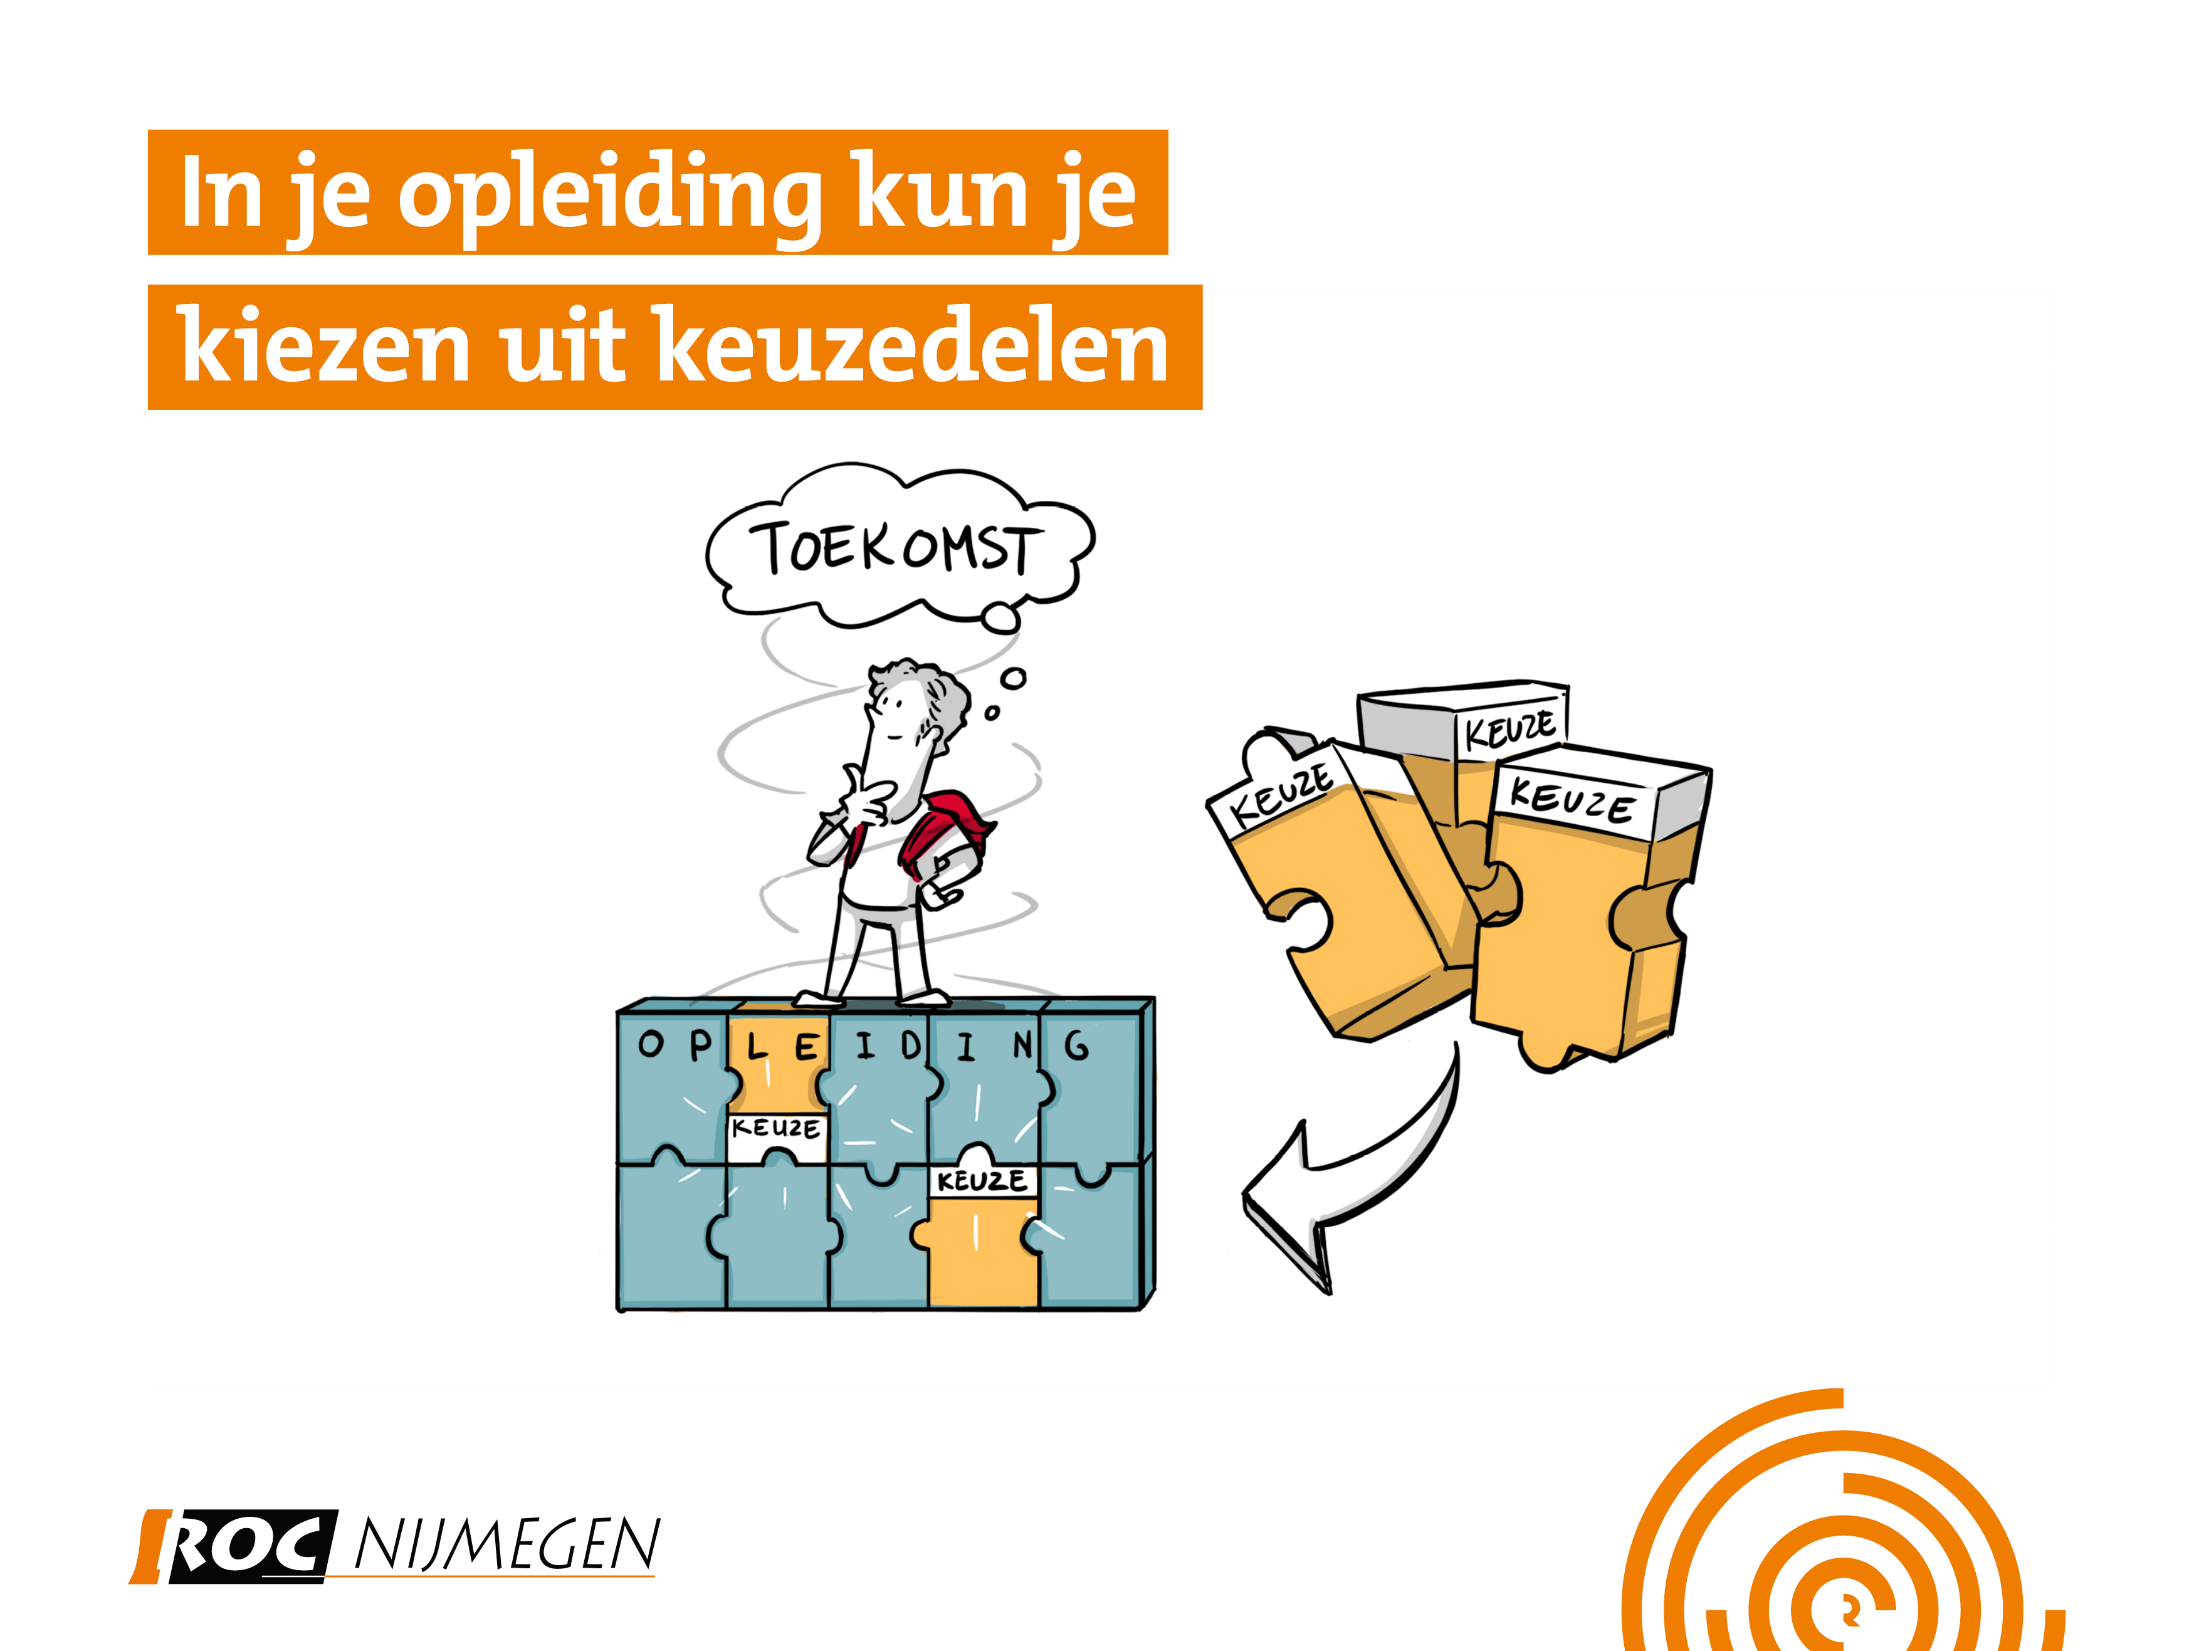 In je opleiding kun je
kiezen uit keuzedelen
TOEKOMST
KEUZE
KEUZE
KEUZE
OPLEIDING
KEUZE
KEUZE
ROC NIJMEGEN
R